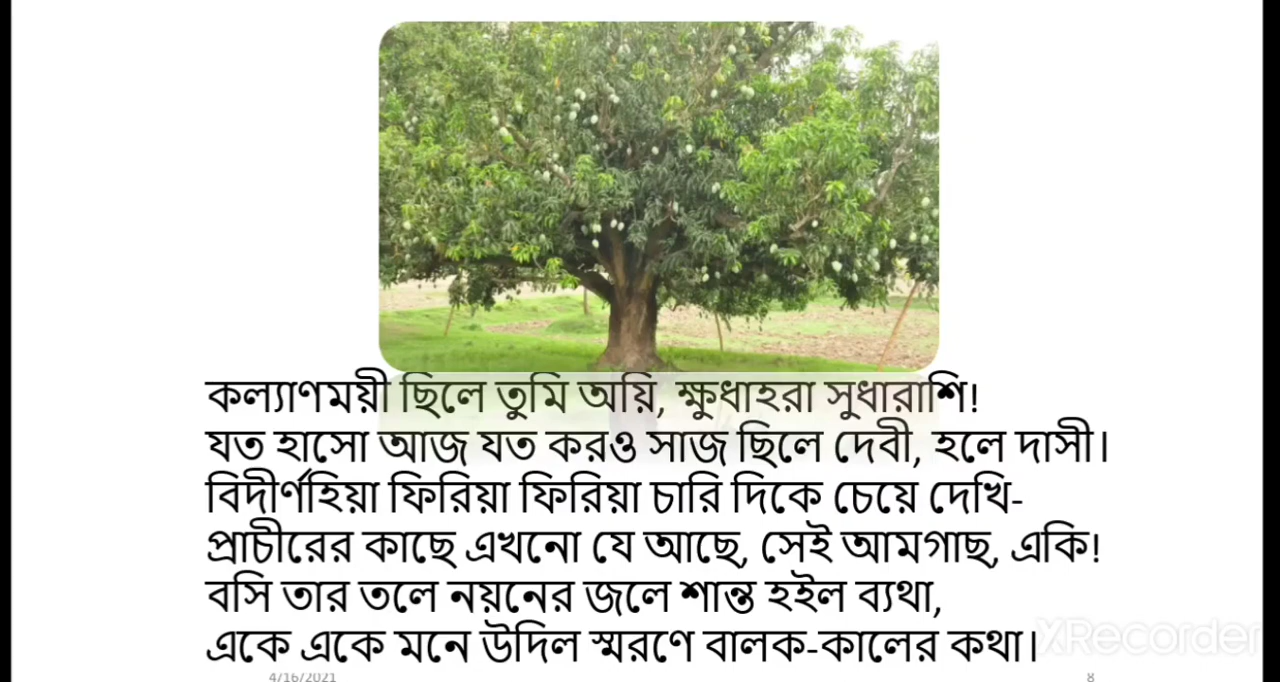 কল্যাণময়ী ছিলে তুমি অয়ি, ক্ষুধাহরা সুধারাশি!
যত হাসো আজ যত করও সাজ ছিলে দেবী, হলে দাসী।
বিদীর্ণহিয়া ফিরিয়া ফিরিয়া চারি দিকে চেয়ে দেখি-
প্রাচীরের কাছে এখনো যে আছে, সেই আমগাছ, একি!
বসি তার তলে নয়নের জলে শান্ত হইল ব্যথা,
একে একে মনে উদিল স্মরণে বালক-কালের কথা।
XRecorder
4/16/2021 8